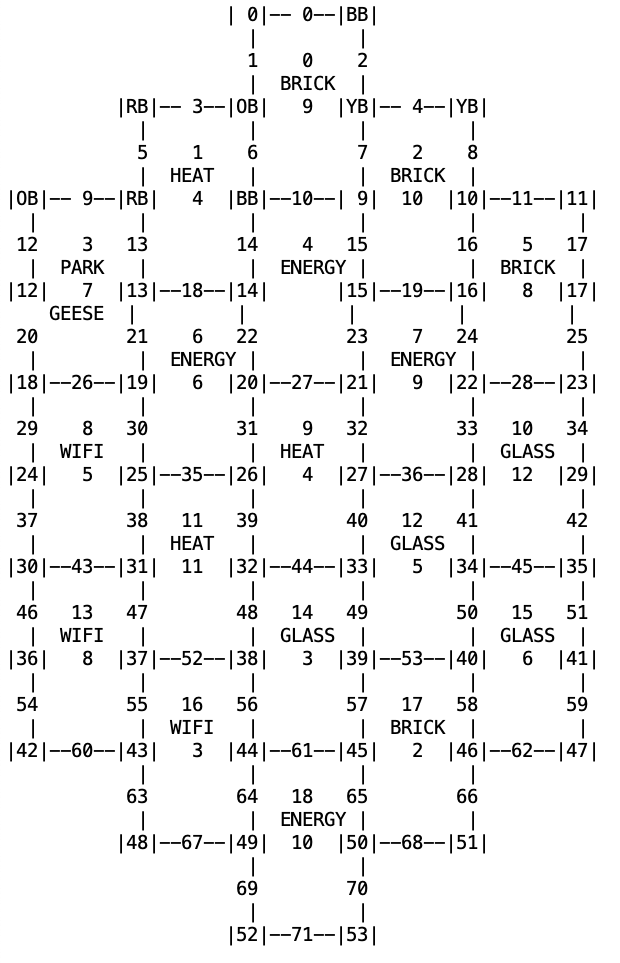 | 0|-- 0--|BB|
|         |
1    0    2
|  BRICK  |
|RB|-- 3--|OB|  9  |YB|-- 4--|YB|
|         |         |         |
5    1    6         7    2    8
|  HEAT   |         |  BRICK  |
|OB|-- 9--|RB|  4  |BB|--10--| 9|  10  |10|--11--|11|
|         |         |         |         |         |
12    3   13        14    4   15        16    5   17
|  PARK   |         | ENERGY  |         |  BRICK  |
|12|  7  |13|--18--|14|     |15|--19--|16|  8  |17|
GEESE  |         |         |         |         |
20        21    6   22        23    7   24        25
|         | ENERGY  |         | ENERGY  |         |
|18|--26--|19|  6  |20|--27--|21|  9  |22|--28--|23|
|         |         |         |         |         |
29    8   30        31    9   32        33   10   34
|  WIFI   |         |  HEAT   |         |  GLASS  |
|24|  5  |25|--35--|26|  4  |27|--36--|28|  12  |29|
|         |         |         |         |         |
37        38   11   39        40   12   41        42
|         |  HEAT   |         |  GLASS  |         |
|30|--43--|31|  11  |32|--44--|33|  5  |34|--45--|35|
|         |         |         |         |         |
46   13   47        48   14   49        50   15   51
|  WIFI   |         |  GLASS  |         |  GLASS  |
|36|  8  |37|--52--|38|  3  |39|--53--|40|  6  |41|
|         |         |         |         |         |
54        55   16   56        57   17   58        59
|         |  WIFI   |         |  BRICK  |         |
|42|--60--|43|  3  |44|--61--|45|  2  |46|--62--|47|
|         |         |         |
63        64   18   65        66
|         | ENERGY  |         |
|48|--67--|49|  10  |50|--68--|51|
|         |
69        70
|         |
|52|--71--|53|